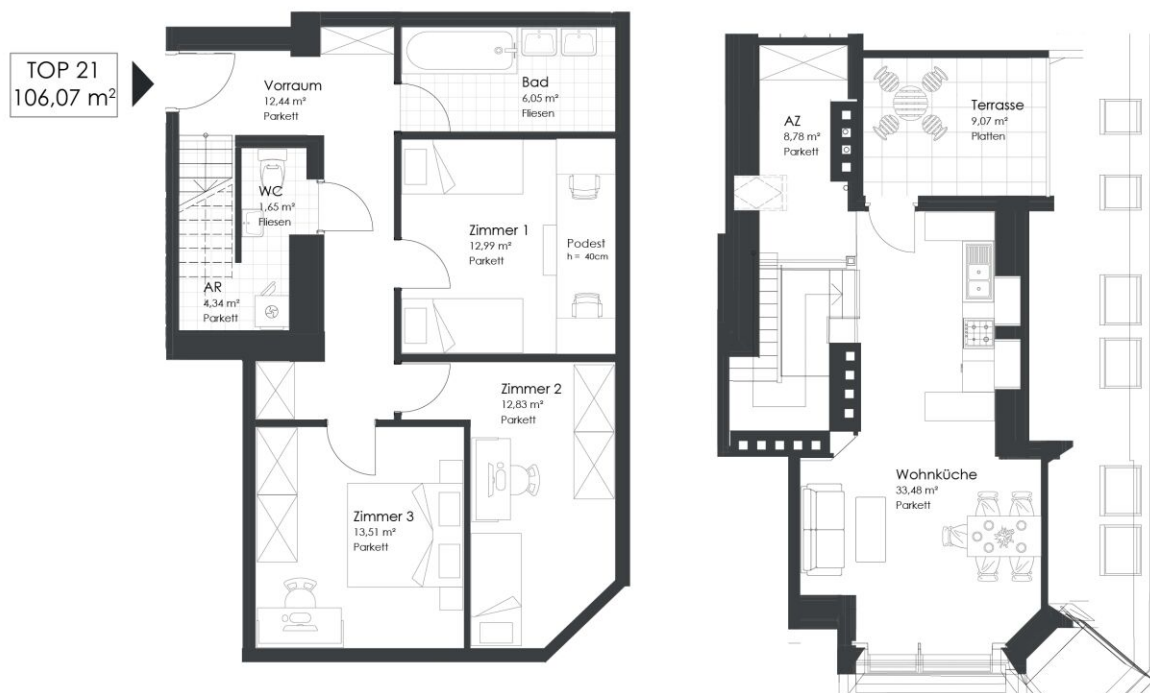 TOP 21
106,07 m²
Vorraum
12,44 m²
Parkett
Bad
6,05 m²
Fliesen
WC
1,65 m²
Fliesen
Zimmer 1
12,99 m²
Parkett
Podest
h = 40cm
AR
4,34 m²
Parkett
Zimmer 2
12,83 m²
Parkett
Zimmer 3
13,51 m²
Parkett
AZ
8,78 m²
Parkett
Terrasse
9,07 m²
Platten
Wohnküche
33,48 m²
Parkett